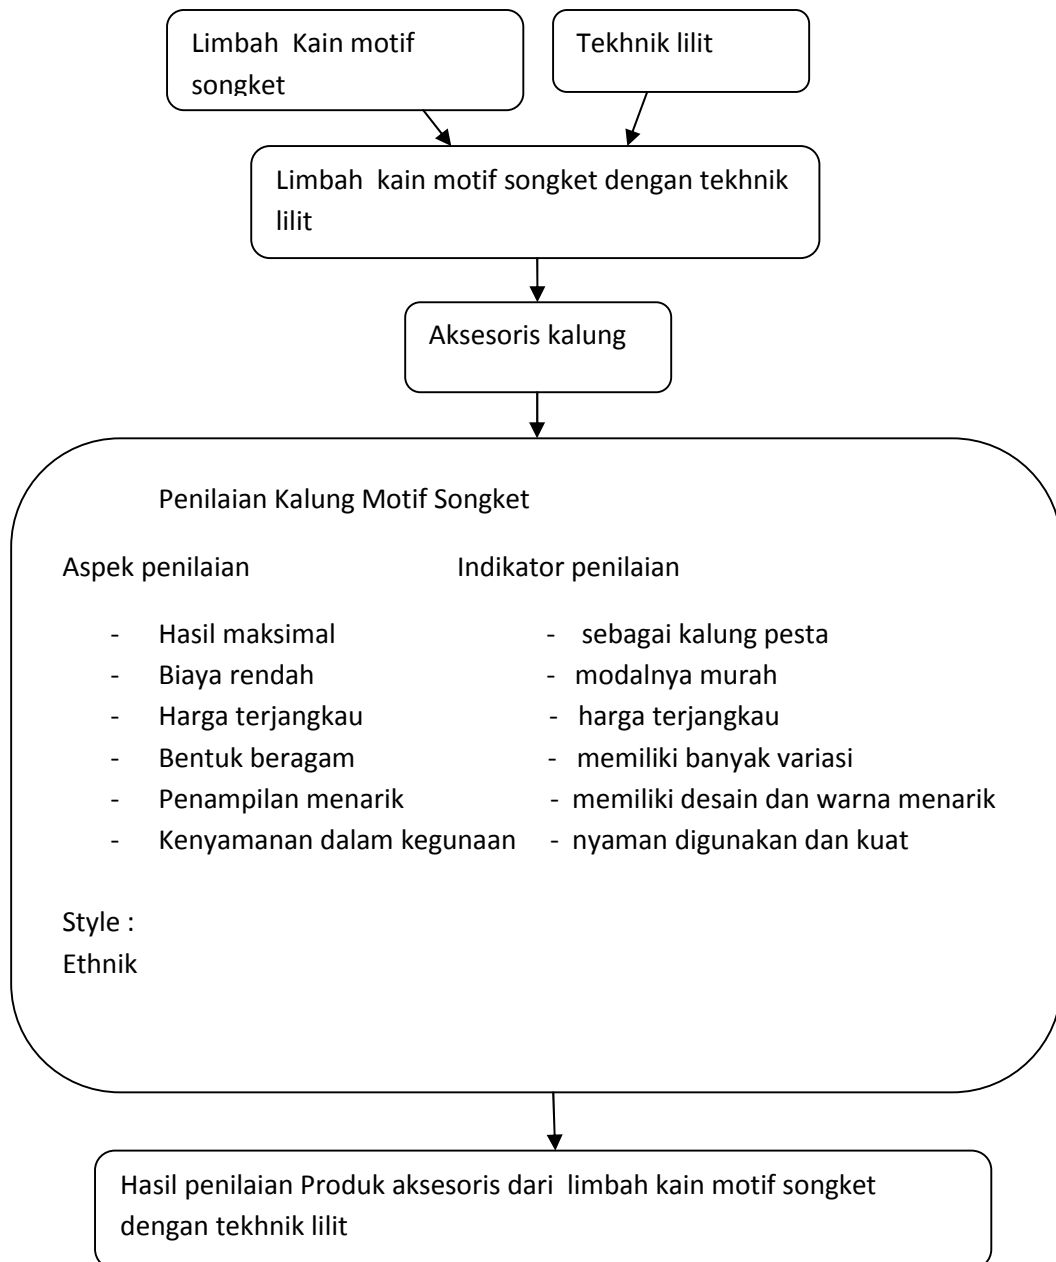 Limbah Kain motif
songket
Tekhnik lilit
Limbah kain motif songket dengan tekhnik
lilit
Aksesoris kalung
Penilaian Kalung Motif Songket
Aspek penilaian Indikator penilaian
- Hasil maksimal - sebagai kalung pesta
- Biaya rendah - modalnya murah
- Harga terjangkau - harga terjangkau
- Bentuk beragam - memiliki banyak variasi
- Penampilan menarik - memiliki desain dan warna menarik
- Kenyamanan dalam kegunaan - nyaman digunakan dan kuat
Style :
Ethnik
Hasil penilaian Produk aksesoris dari limbah kain motif songket
dengan tekhnik lilit